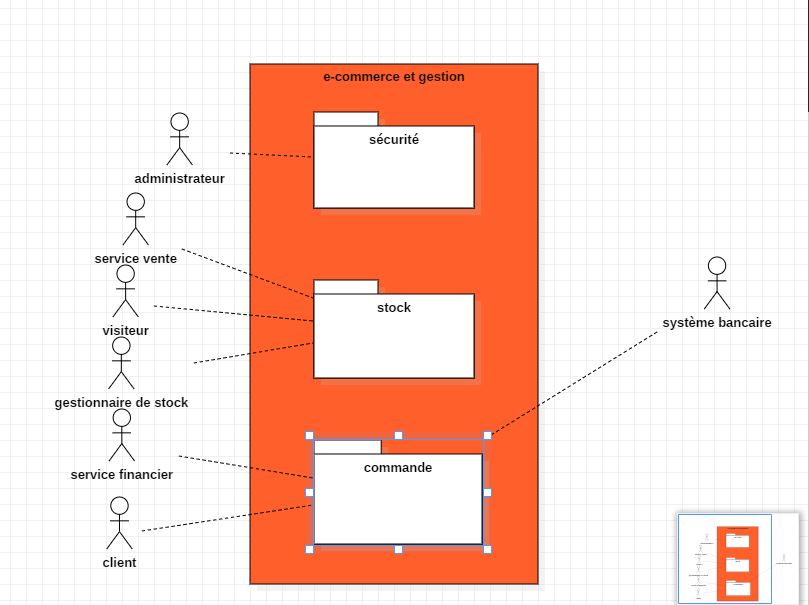 e-commerce et gestion
sécurité
administrateur
service vente
stock
visiteur
système bancaire
gestionnaire de stock
commande
service financier
client